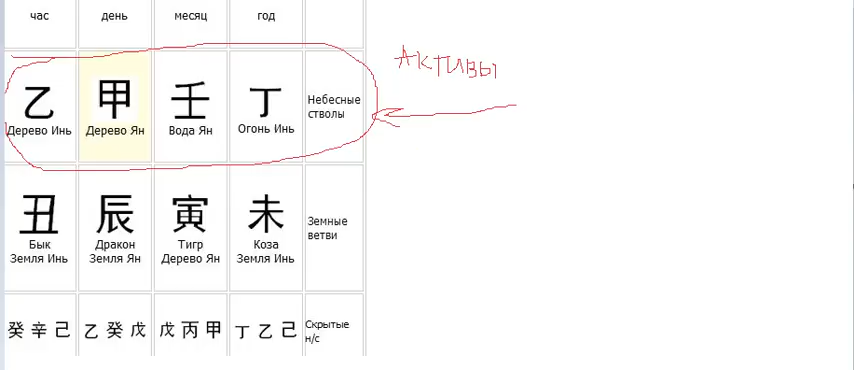 час день месяц год
АКТИВЫ
乙 甲 壬 丁
Небесные
стволы
Дерево Инь Дерево Ян Вода Ян Огонь Инь
丑 辰 寅 未
Земные
ветви
Бык Дракон Тигр Коза
Земля Инь Земля Ян Дерево Ян Земля Инь
癸 辛 己 乙 癸 戊 戊 丙 甲 丁 乙 己 Скрытые
н/с